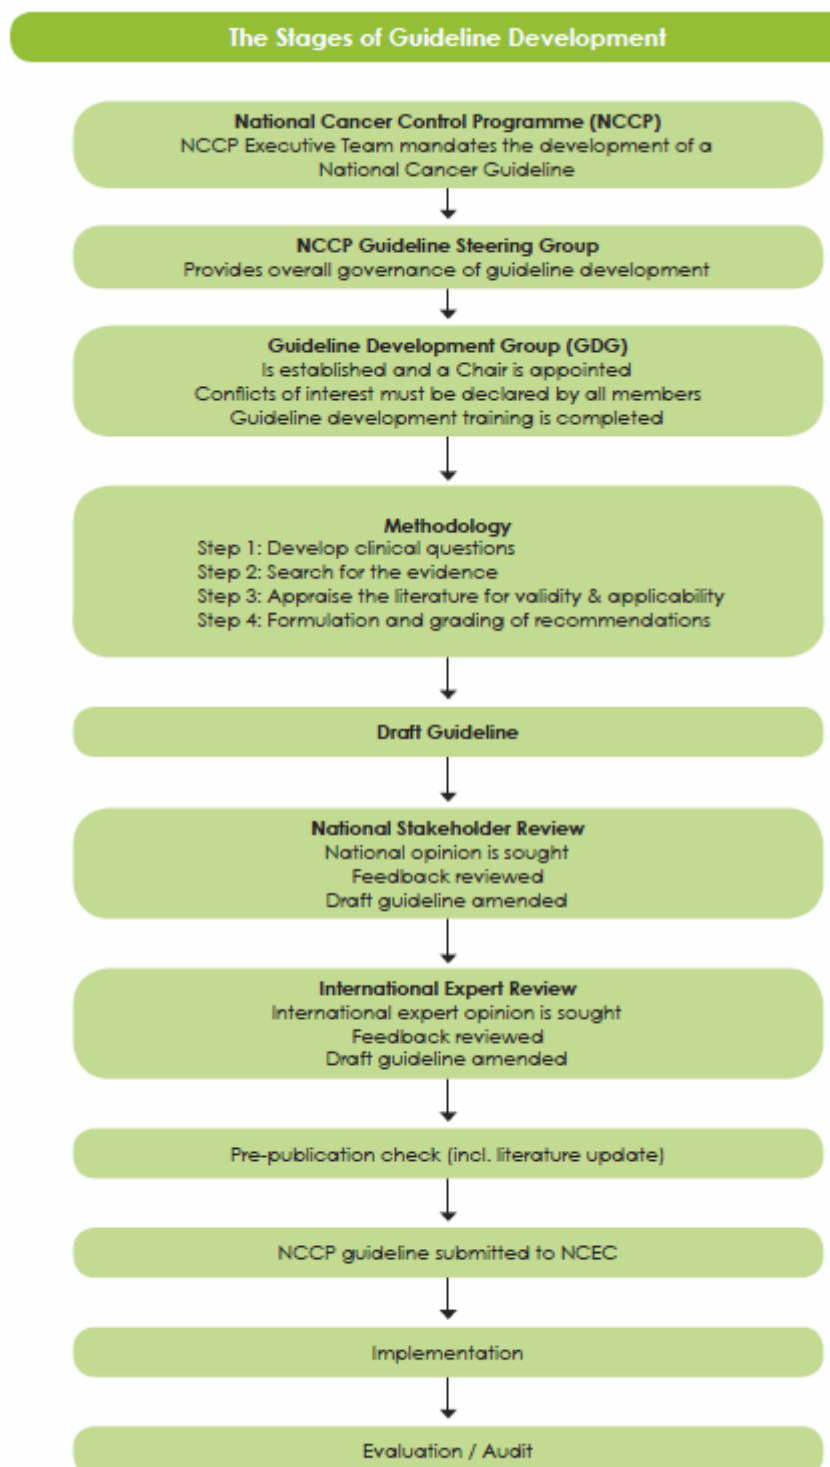 The Stages of Guideline Development
National Cancer Control Programme (NCCP)
NCCP Executive Team mandates the development of a
National Cancer Guideline
NCCP Guideline Steering Group
Provides overall governance of guideline development
Guideline Development Group (GDG)
Is established and a Chair is appointed
Conflicts of interest must be declared by all members
Guideline development training is completed
Methodology
Step 1: Develop clinical questions
Step 2: Search for the evidence
Step 3: Appraise the literature for validity & applicability
Step 4: Formulation and grading of recommendations
Draft Guideline
National Stakeholder Review
National opinion is sought
Feedback reviewed
Draft guideline amended
International Expert Review
International expert opinion is sought
Feedback reviewed
Draft guideline amended
Pre-publication check (incl. literature update)
NCCP guideline submitted to NCEC
Implementation
Evaluation / Audit